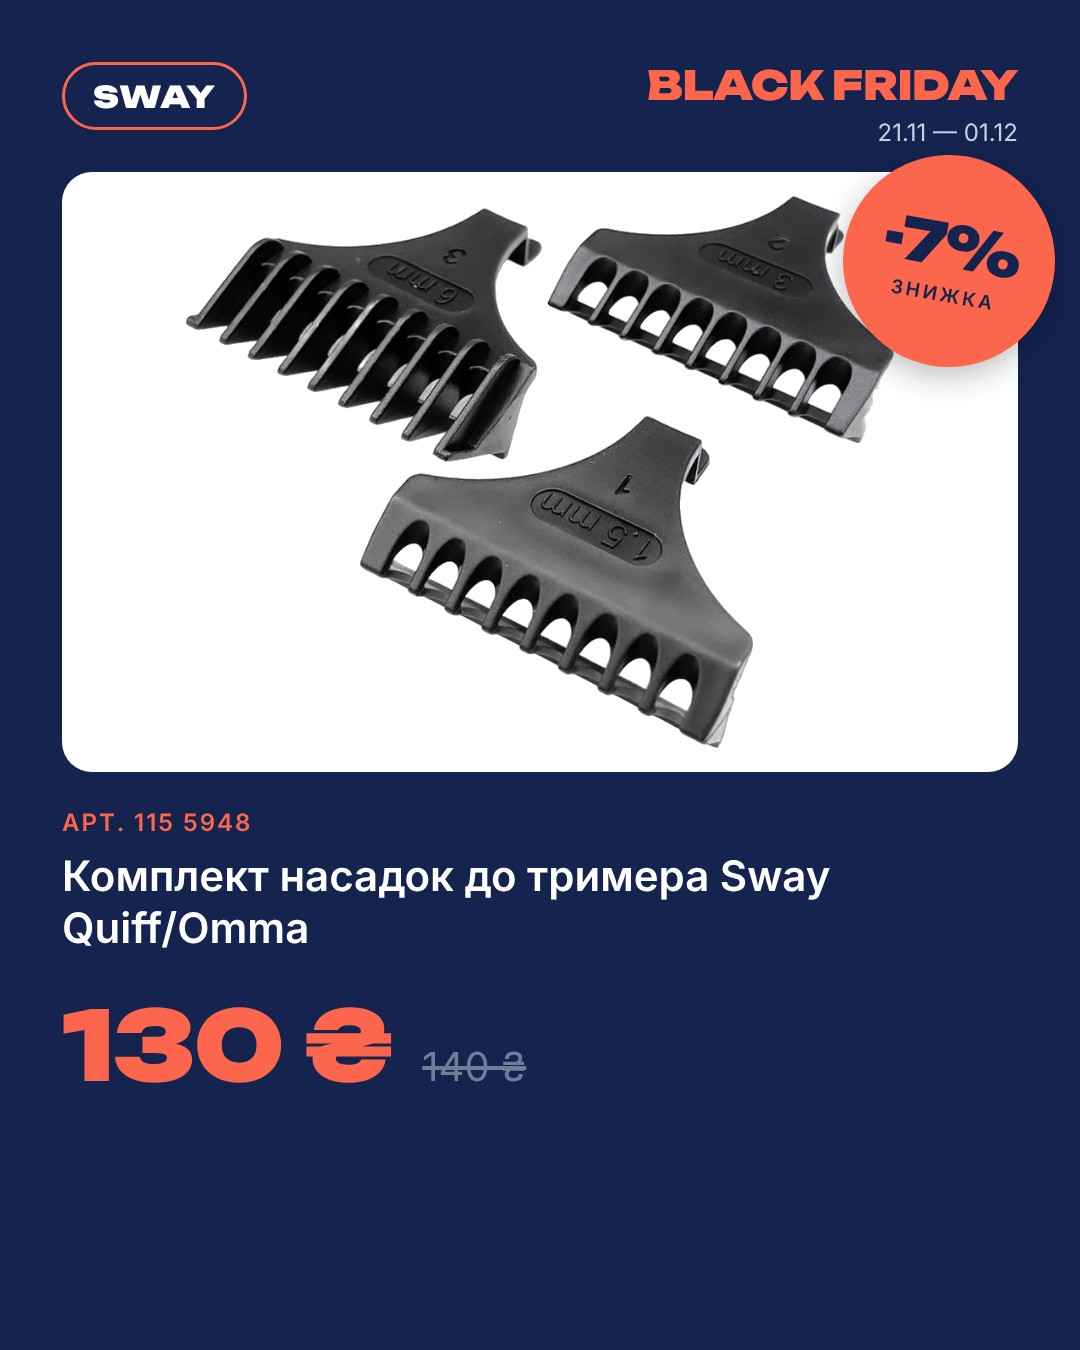 SWAY
BLACK FRIDAY
21.11 — 01.12
-7%
ЗНИЖКА
3
6 mm
2
3 mm
1
1.5 mm
АРТ. 115 5948
Комплект насадок до тримера Sway
Quiff/Omma
130 ₴
140 ₴